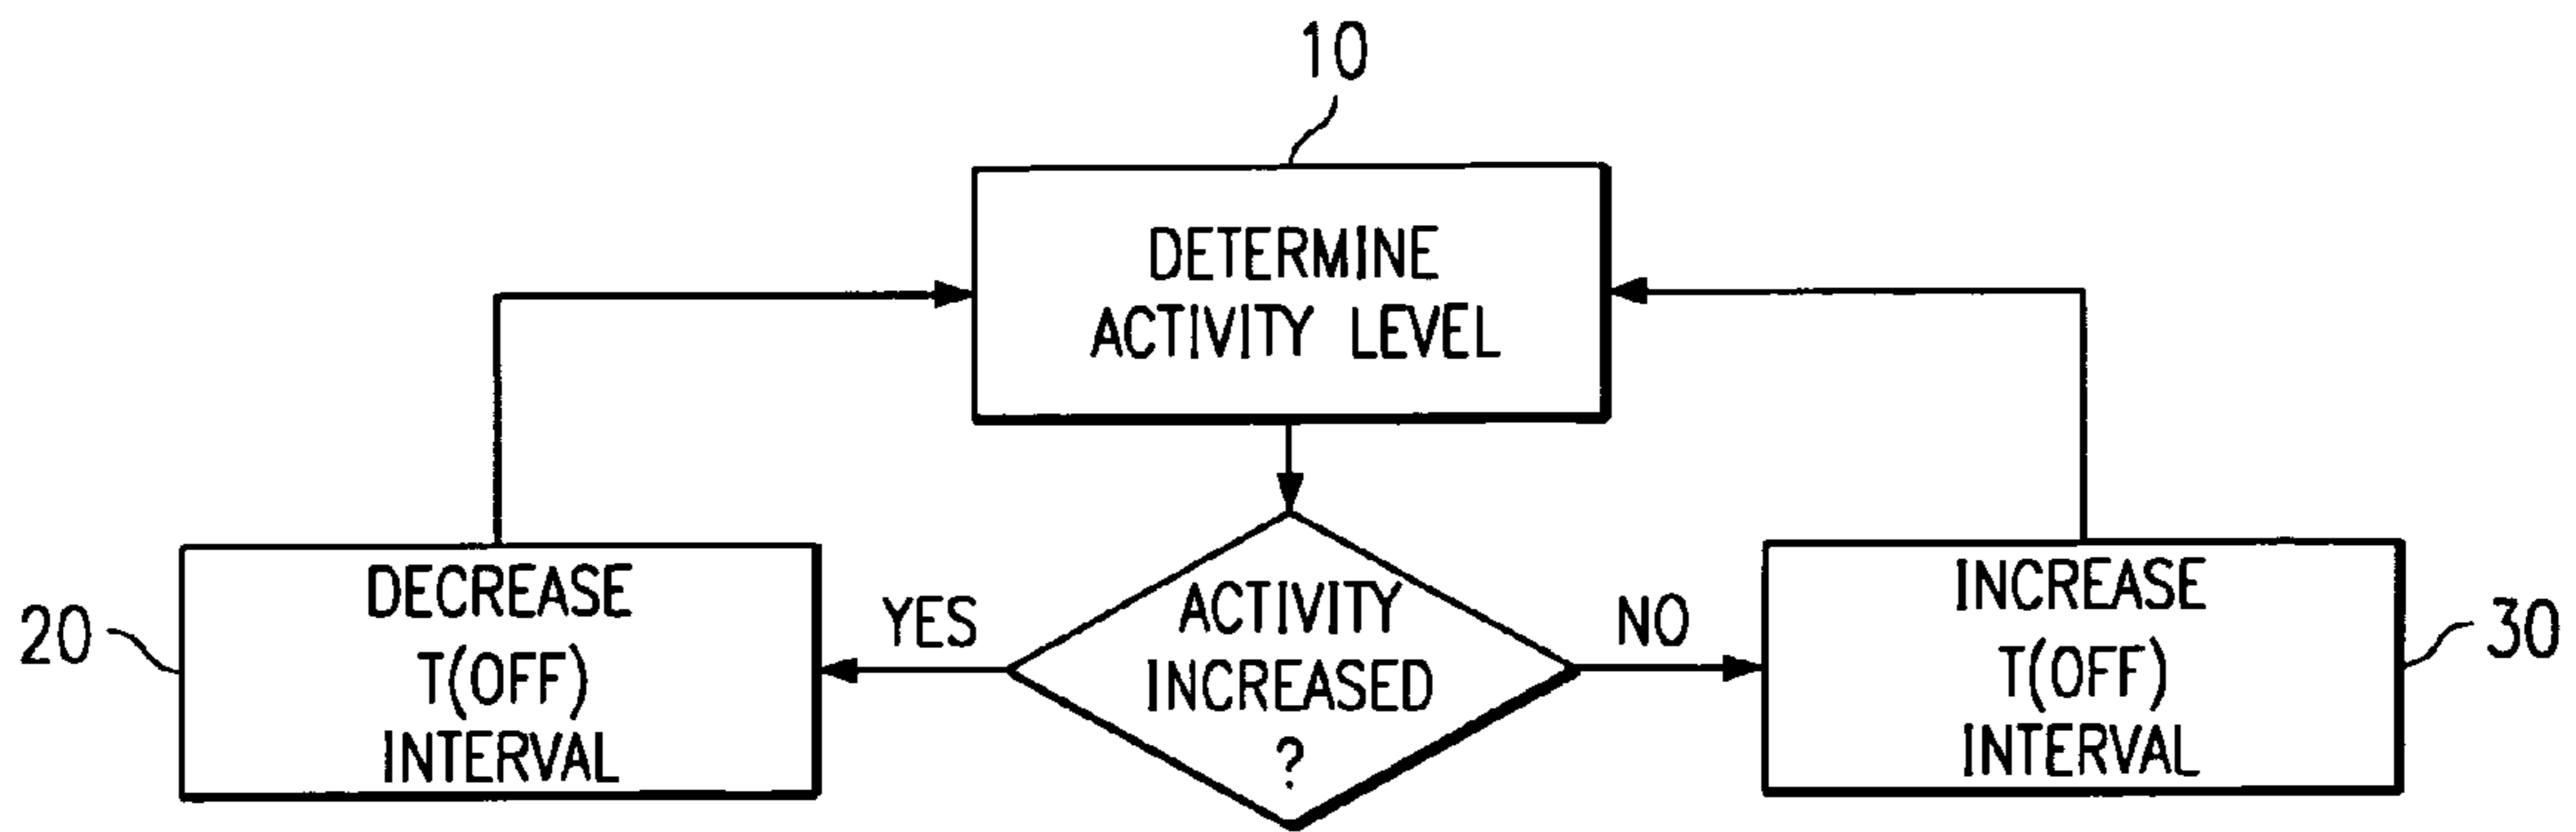 10
DETERMINE
ACTIVITY LEVEL
20
DECREASE
T(OFF)
INTERVAL
YES
ACTIVITY
INCREASED
?
NO
INCREASE
T(OFF)
INTERVAL
30